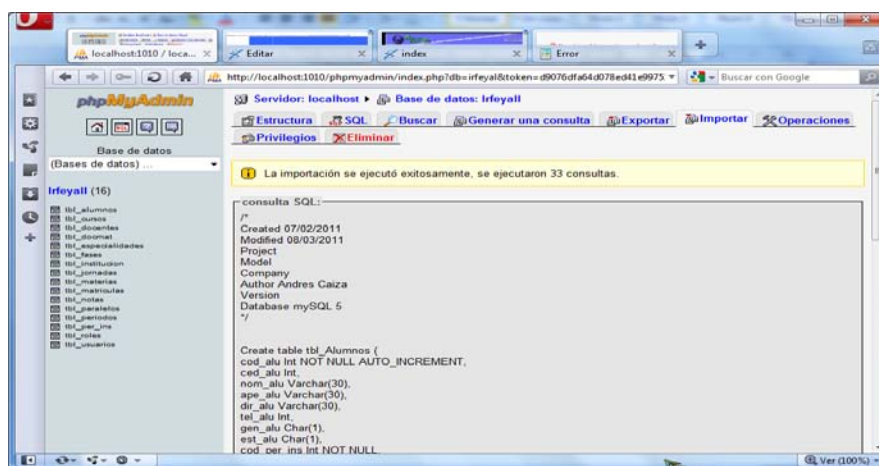 localhost:1010 / loca...
Editar
index
Error
http://localhost:1010/phpmyadmin/index.php?db=irfeyal&token=d9076dfa64d078ed41e9975
Buscar con Google
phpMyAdmin
Base de datos
(Bases de datos) ...
Irfeyall (16)
tbl_alumnos
tbl_cursos
tbl_docentes
tbl_docmat
tbl_especialidades
tbl_fases
tbl_institucion
tbl_jornadas
tbl_materias
tbl_matriculas
tbl_notas
tbl_paralelos
tbl_periodos
tbl_per_ins
tbl_roles
tbl_usuarios
Servidor: localhost ▸ Base de datos: Irfeyall
Estructura SQL Buscar Generar una consulta Exportar Importar Operaciones
Privilegios Eliminar
La importación se ejecutó exitosamente, se ejecutaron 33 consultas.
consulta SQL:
/*
Created 07/02/2011
Modified 08/03/2011
Project
Model
Company
Author Andres Caiza
Version
Database mySQL 5
*/
Create table tbl_Alumnos (
cod_alu Int NOT NULL AUTO_INCREMENT,
ced_alu Int,
nom_alu Varchar(30),
ape_alu Varchar(30),
dir_alu Varchar(30),
tel_alu Int,
gen_alu Char(1),
est_alu Char(1),
cod_per_ins Int NOT NULL,
Ver (100%)